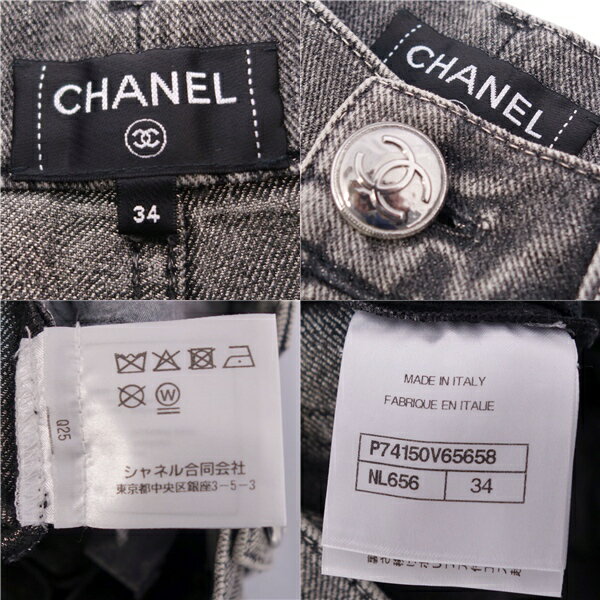 CHANEL
34
CHANEL
Q25
シャネル合同会社
東京都中央区銀座3-5-3
MADE IN ITALY
FABRIQUE EN ITALIE
P74150V65658
NL656 34